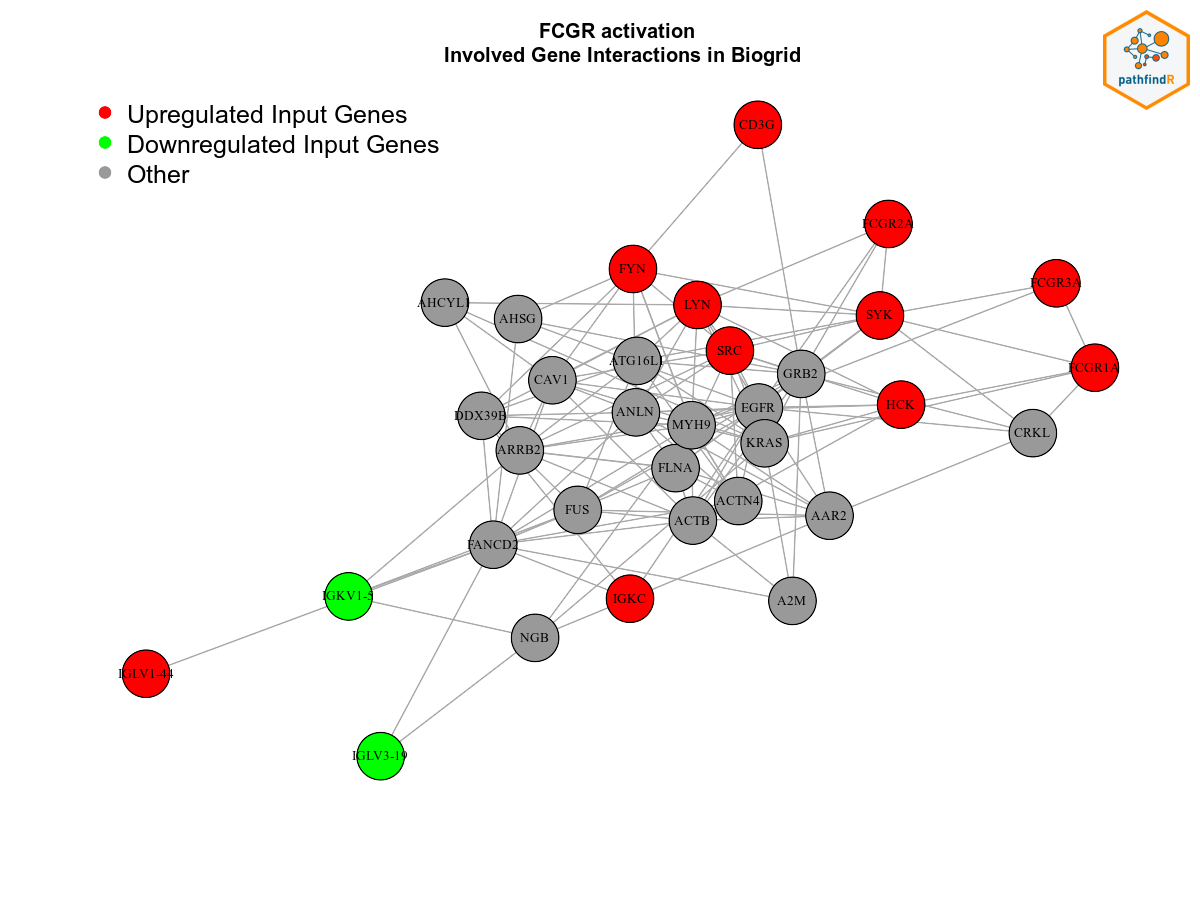 FCGR activation
Involved Gene Interactions in Biogrid
pathfindR
Upregulated Input Genes
Downregulated Input Genes
Other
CD3G
FCGR2A
FYN
FCGR3A
AHCYL1
LYN
AHSG
SYK
SRC
ATG16L1
FCGR1A
GRB2
CAV1
HCK
EGFR
ANLN
DDX39B
MYH9
CRKL
KRAS
ARRB2
FLNA
ACTN4
FUS
AAR2
ACTB
FANCD2
IGKV1-5
IGKC
A2M
NGB
IGLV1-44
IGLV3-19